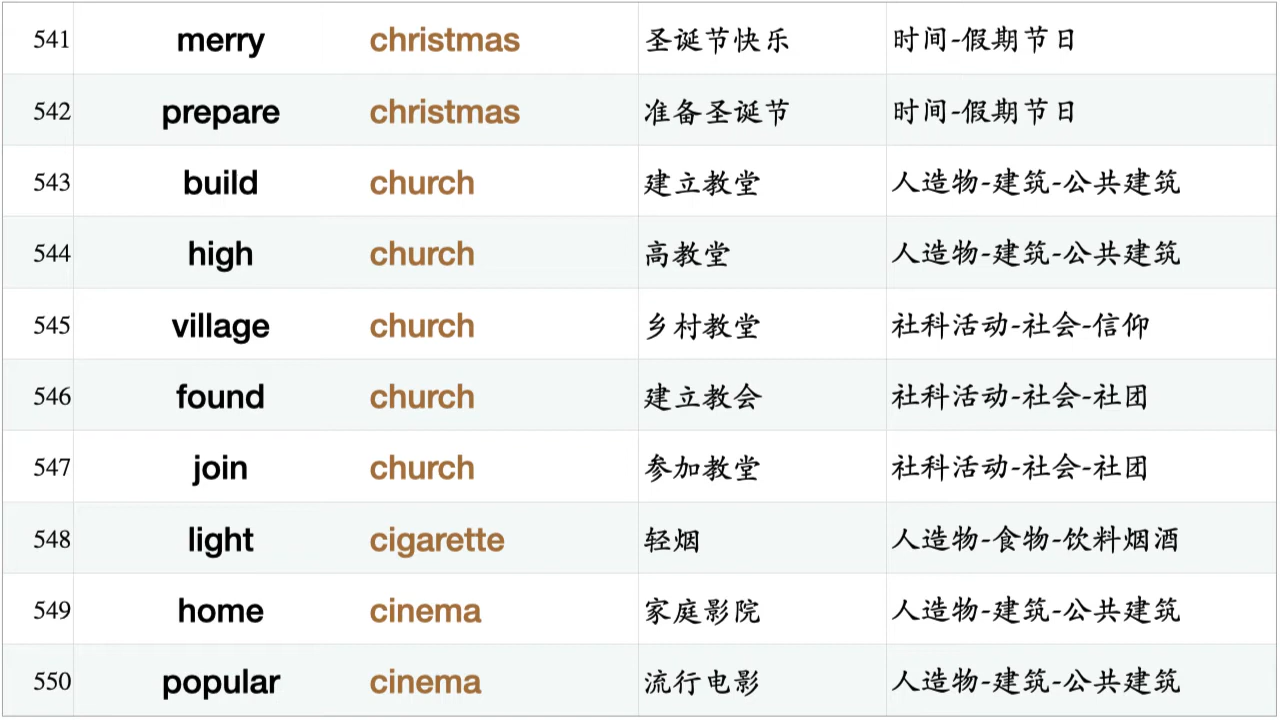 541 merry christmas 圣诞节快乐 时间-假期节日
542 prepare christmas 准备圣诞节 时间-假期节日
543 build church 建立教堂 人造物-建筑-公共建筑
544 high church 高教堂 人造物-建筑-公共建筑
545 village church 乡村教堂 社科活动-社会-信仰
546 found church 建立教会 社科活动-社会-社团
547 join church 参加教堂 社科活动-社会-社团
548 light cigarette 轻烟 人造物-食物-饮料烟酒
549 home cinema 家庭影院 人造物-建筑-公共建筑
550 popular cinema 流行电影 人造物-建筑-公共建筑